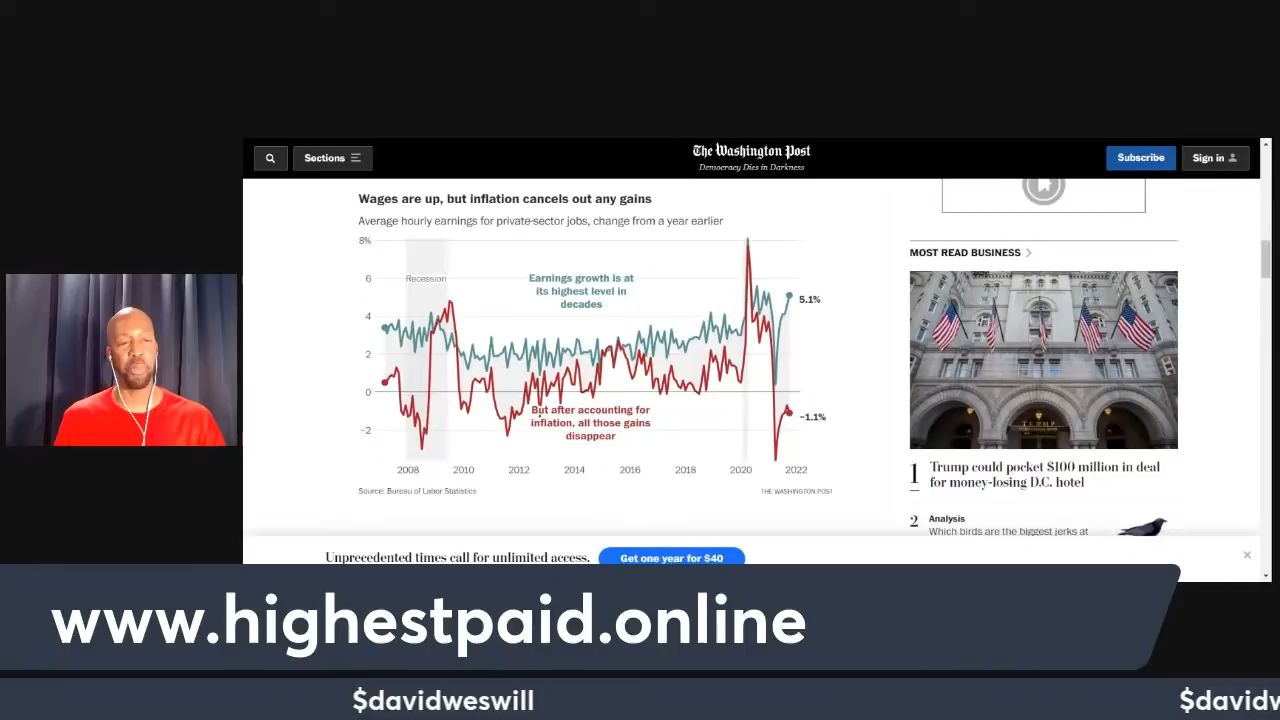 Sections
The Washington Post
Democracy Dies in Darkness
Subscribe
Sign in
Wages are up, but inflation cancels out any gains
Average hourly earnings for private-sector jobs, change from a year earlier
8%
6
4
2
0
-2
Recession
Earnings growth is at
its highest level in
decades
5.1%
But after accounting for
inflation, all those gains
disappear
-1.1%
2008
2010
2012
2014
2016
2018
2020
2022
Source: Bureau of Labor Statistics
THE WASHINGTON POST
MOST READ BUSINESS
TRUMP
1
Trump could pocket $100 million in deal
for money-losing D.C. hotel
2
Analysis
Which birds are the biggest jerks at
Unprecedented times call for unlimited access.
Get one year for $40
www.highestpaid.online
$davidweswill
$davidw